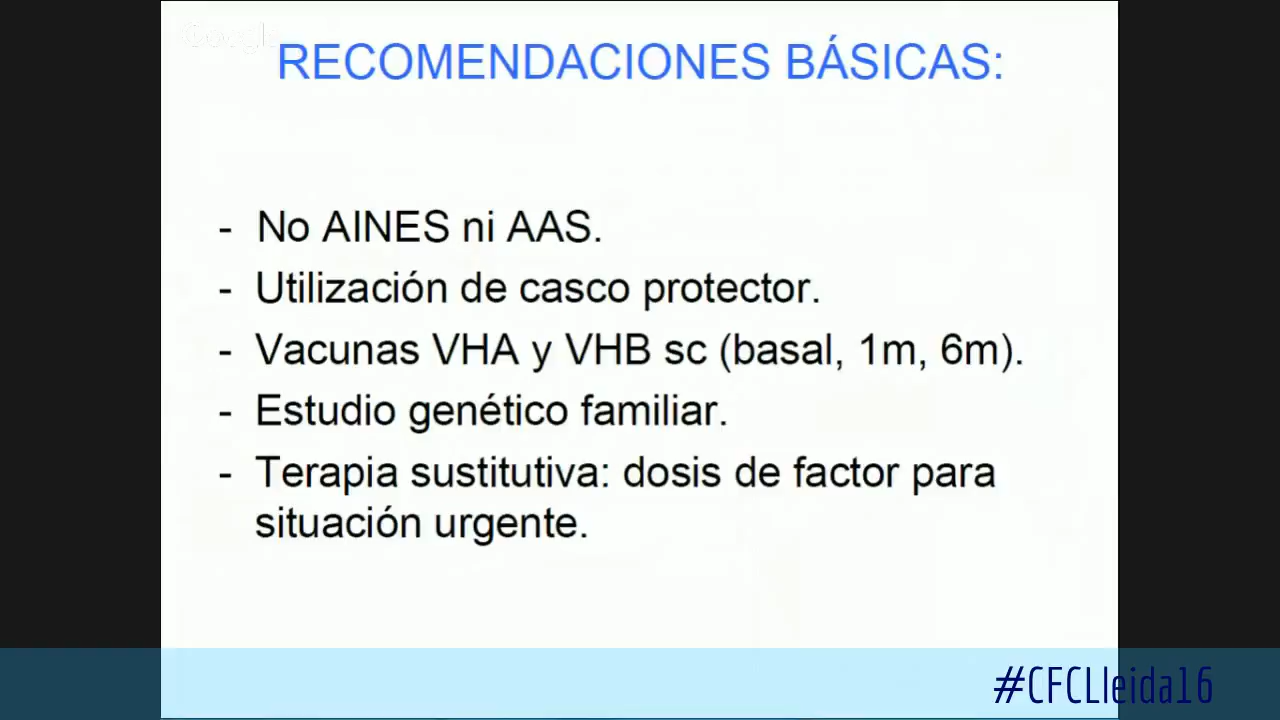 Google
RECOMENDACIONES BÁSICAS:
- No AINES ni AAS.
- Utilización de casco protector.
- Vacunas VHA y VHB sc (basal, 1m, 6m).
- Estudio genético familiar.
- Terapia sustitutiva: dosis de factor para
situación urgente.
#CFCLleida16